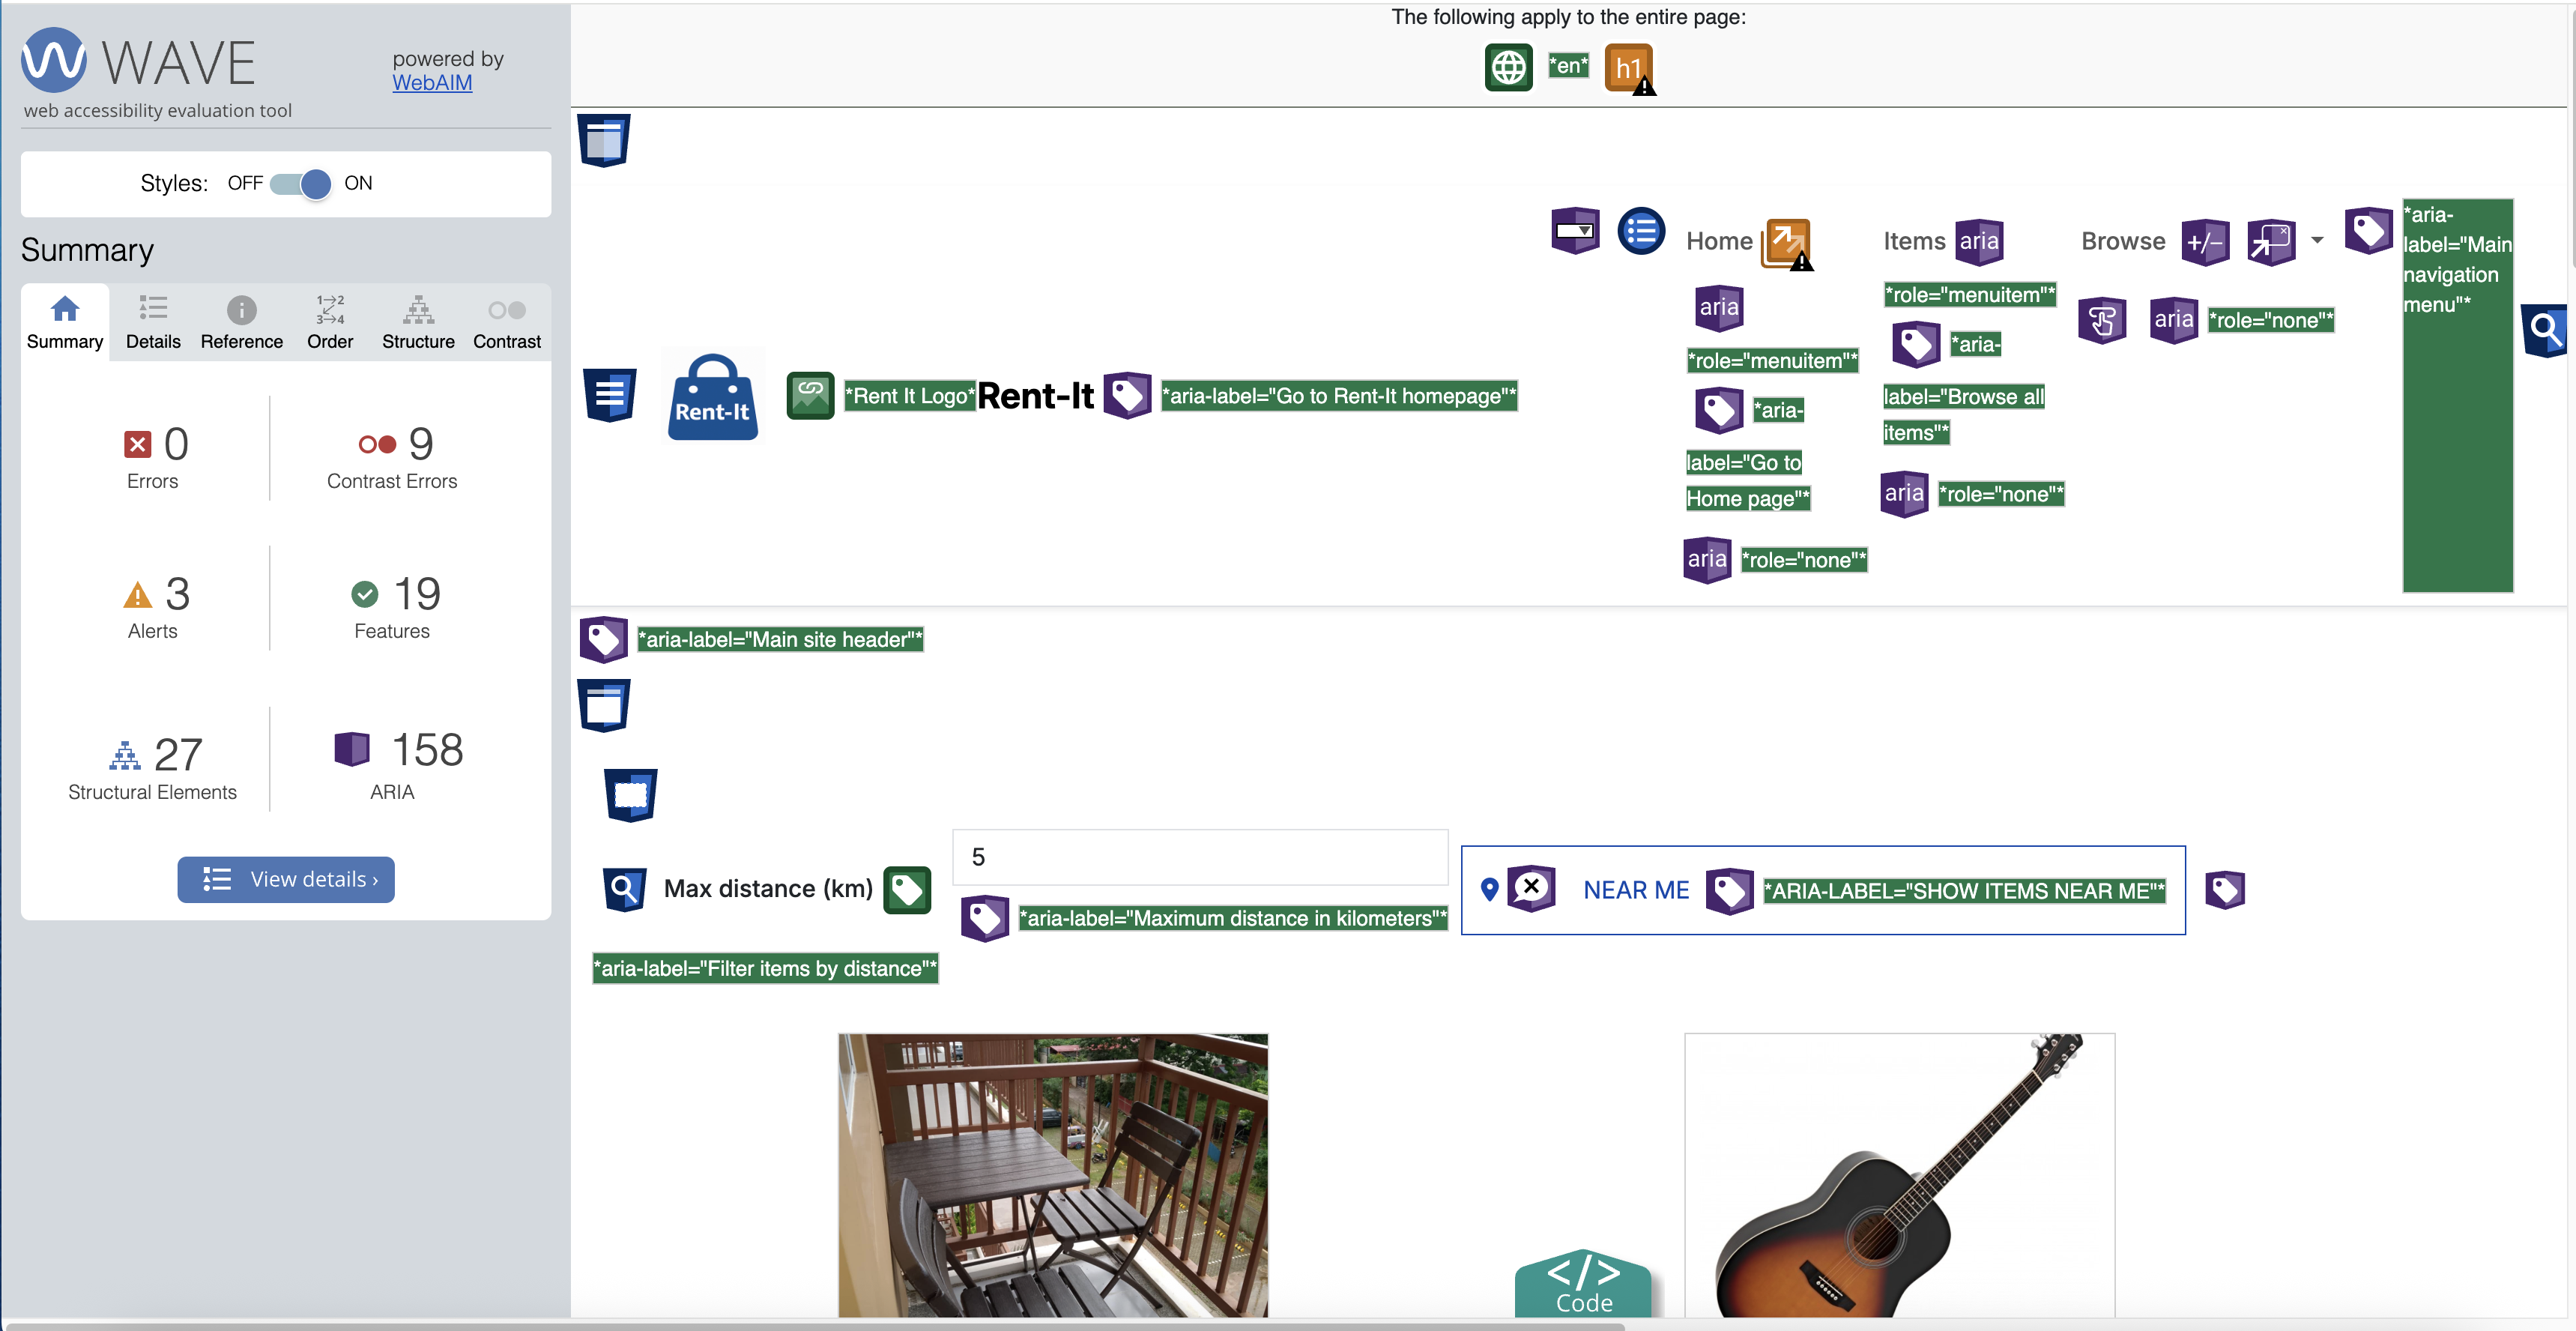 WAVE
powered by
WebAIM
web accessibility evaluation tool
Styles: OFF ON
Summary
Summary Details Reference Order Structure Contrast
1→2
3→4
0
Errors
9
Contrast Errors
3
Alerts
19
Features
27
Structural Elements
158
ARIA
View details ›
The following apply to the entire page:
*en* h1
Home
aria
*role="menuitem"*
*aria-
label="Go to
Home page"*
aria *role="none"*
Items aria
*role="menuitem"*
*aria-
label="Browse all
items"*
aria *role="none"*
Browse +/−
aria *role="none"*
*aria-
label="Main
navigation
menu"*
Rent-It
*Rent It Logo*Rent-It *aria-label="Go to Rent-It homepage"*
*aria-label="Main site header"*
Max distance (km)
5
*aria-label="Maximum distance in kilometers"*
NEAR ME *ARIA-LABEL="SHOW ITEMS NEAR ME"*
*aria-label="Filter items by distance"*
</>
Code